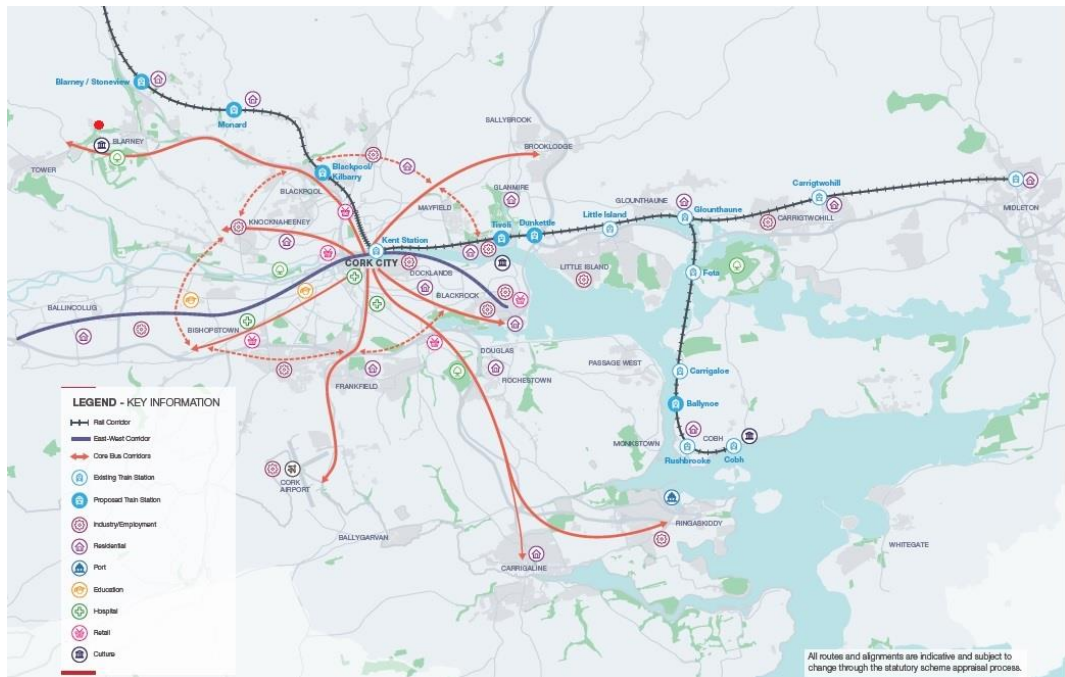 Blarney / Stoneview
Monard
BLARNEY
TOWER
BALLYBROOK
BROOKLODGE
Blackpool/
Kilbarry
BLACKPOOL
GLANMIRE
MAYFIELD
KNOCKNAHEENEY
Kent Station
CORK CITY
Tivoli
Dunkettle
Little Island
GLOUNTHAUNE
Glounthaune
Carrigtwohill
CARRIGTWOHILL
MIDLETON
DOCKLANDS
LITTLE ISLAND
BLACKROCK
Fota
BALLINCOLLIG
BISHOPSTOWN
DOUGLAS
ROCHESTOWN
PASSAGE WEST
FRANKFIELD
Carrigaloe
Ballynoe
MONKSTOWN
COBH
Rushbrooke
Cobh
CORK
AIRPORT
BALLYGARVAN
RINGASKIDDY
CARRIGALINE
WHITEGATE
LEGEND - KEY INFORMATION
Rail Corridor
East-West Corridor
Core Bus Corridors
Existing Train Station
Proposed Train Station
Industry/Employment
Residential
Port
Education
Hospital
Retail
Culture
All routes and alignments are indicative and subject to
change through the statutory scheme appraisal process.